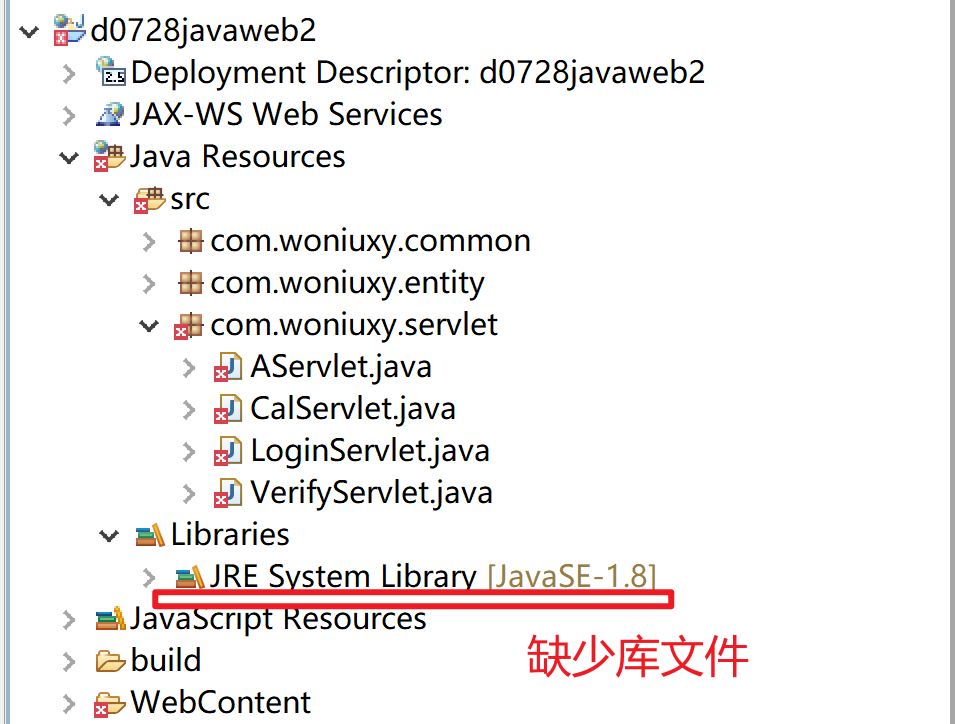 d0728javaweb2
Deployment Descriptor: d0728javaweb2
JAX-WS Web Services
Java Resources
src
com.woniuxy.common
com.woniuxy.entity
com.woniuxy.servlet
AServlet.java
CalServlet.java
LoginServlet.java
VerifyServlet.java
Libraries
JRE System Library [JavaSE-1.8]
JavaScript Resources
缺少库文件
build
WebContent